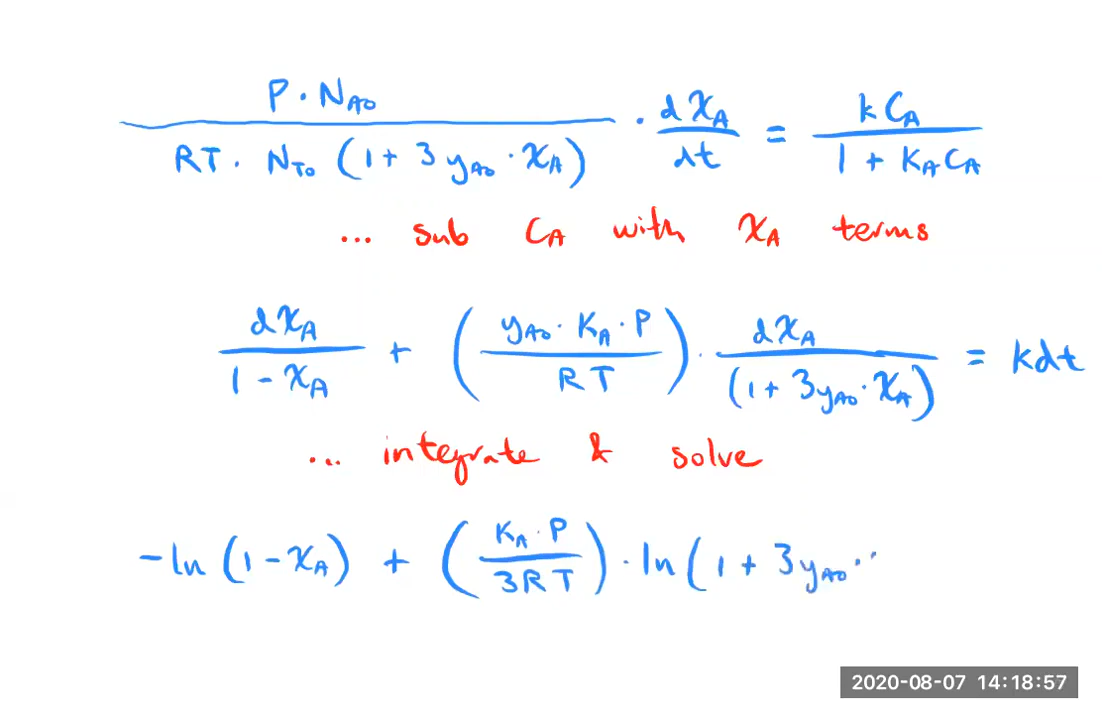 P · N_A0 / RT · N_T0 (1 + 3 y_A0 · X_A) · dX_A / dt = k C_A / 1 + K_A C_A
... sub C_A with X_A terms
dX_A / 1 - X_A + (y_A0 · K_A · P / RT) · dX_A / (1 + 3y_A0 · X_A) = kdt
... integrate & solve
-ln (1 - X_A) + (K_A · P / 3RT) · ln (1 + 3y_A0 ·
2020-08-07 14:18:57